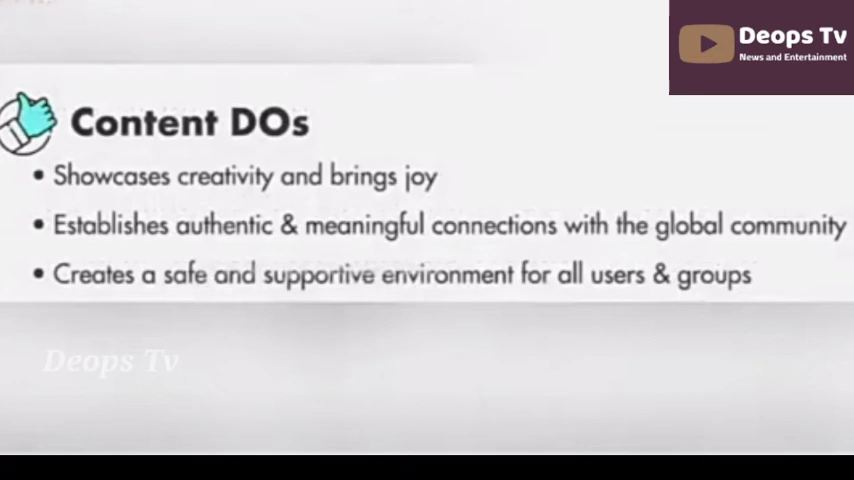 Deops Tv
News and Entertainment
Content DOs
• Showcases creativity and brings joy
• Establishes authentic & meaningful connections with the global community
• Creates a safe and supportive environment for all users & groups
Deops Tv